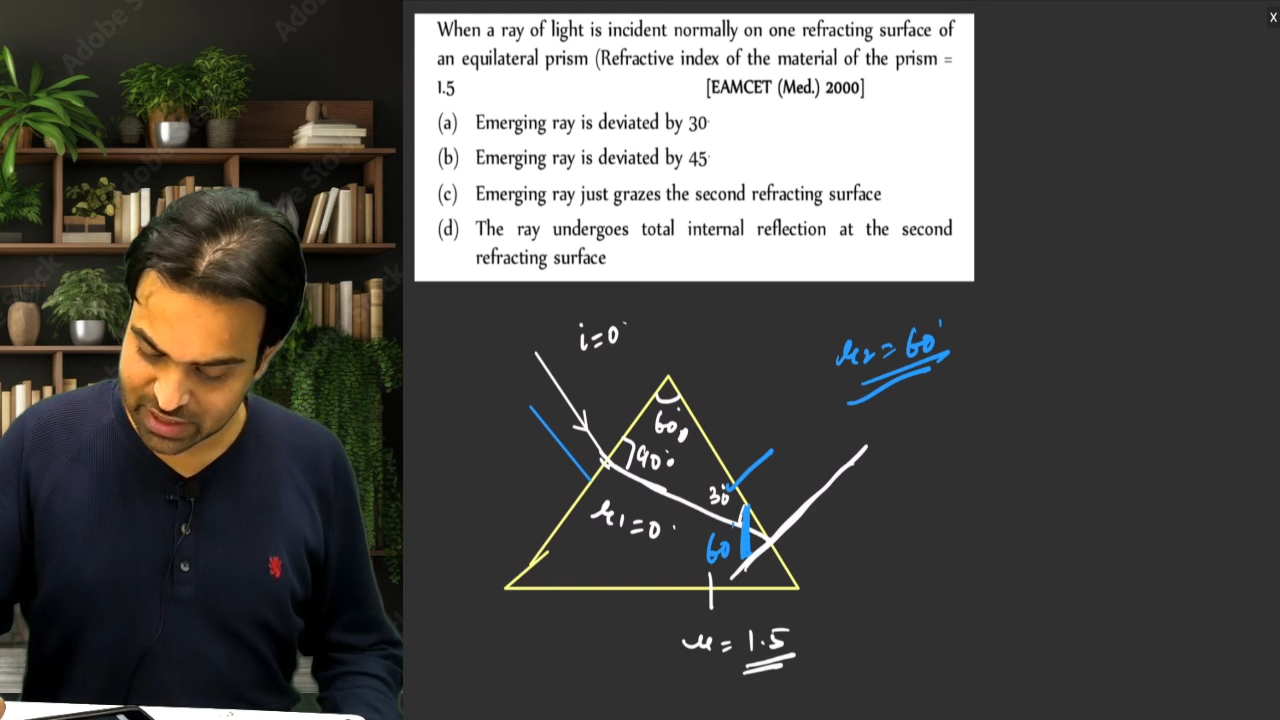 When a ray of light is incident normally on one refracting surface of
an equilateral prism (Refractive index of the material of the prism =
1.5 [EAMCET (Med.) 2000]
(a) Emerging ray is deviated by 30°
(b) Emerging ray is deviated by 45°
(c) Emerging ray just grazes the second refracting surface
(d) The ray undergoes total internal reflection at the second
refracting surface
i=0°
r2=60°
60°
90°
30°
r1=0°
60°
μ=1.5
x
Adobe Stock